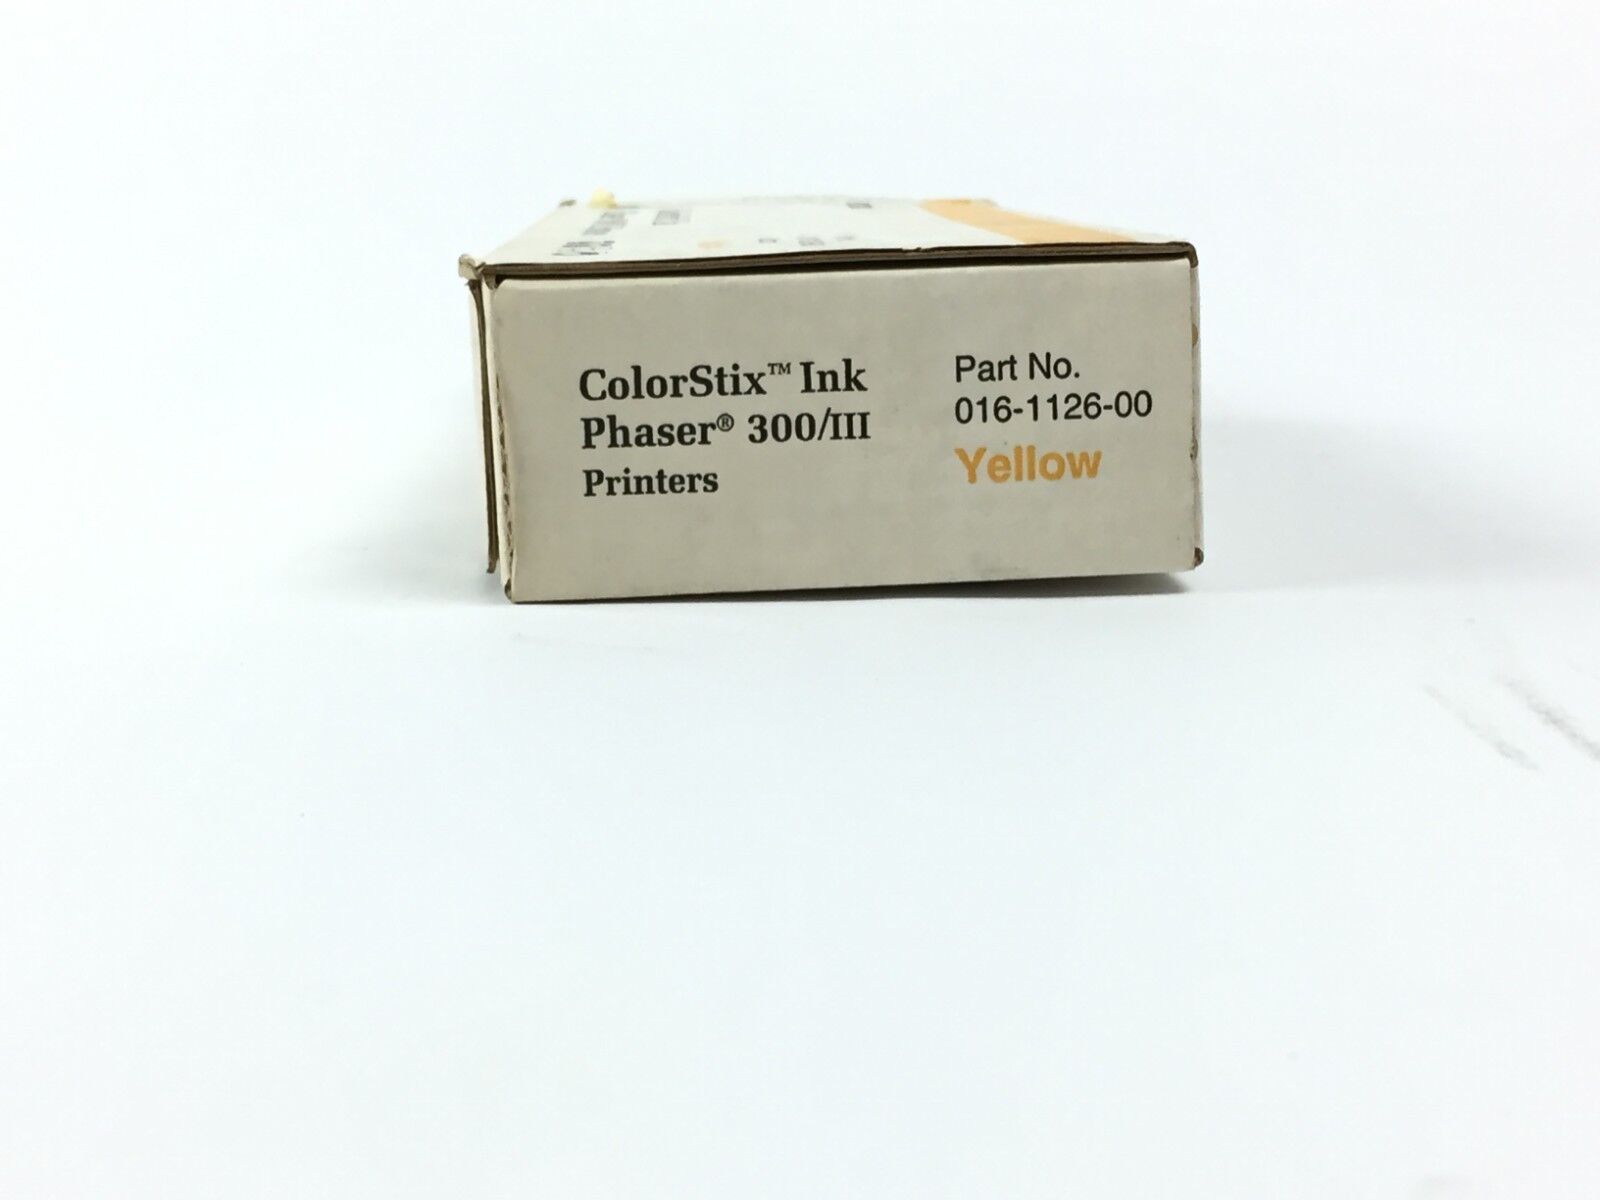 ColorStix™ Ink
Phaser® 300/III
Printers
Part No.
016-1126-00
Yellow